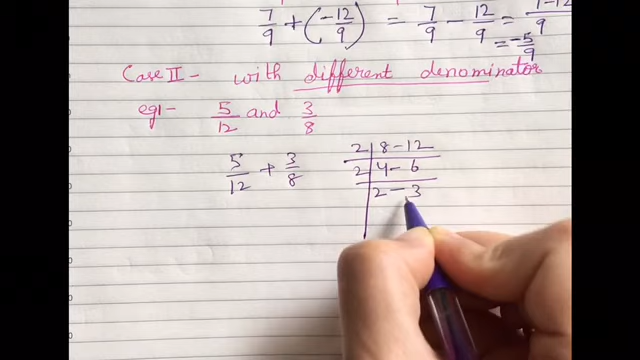 7/9 + (-12/9) = 7/9 - 12/9 = 7-12/9
= -5/9
Case II - with different denominator
eg1- 5/12 and 3/8
5/12 + 3/8
2 | 8 - 12
2 | 4 - 6
2 - 3